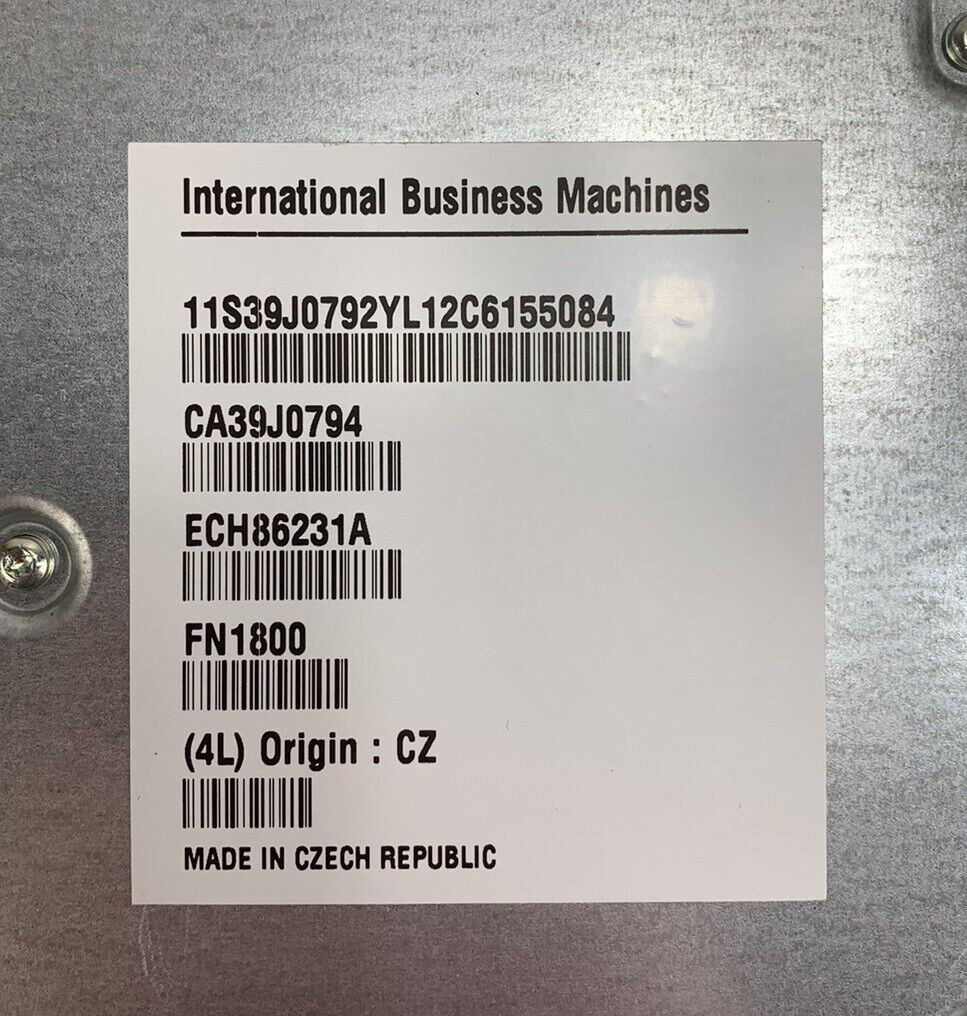 International Business Machines
11S39J0792YL12C6155084
CA39J0794
ECH86231A
FN1800
(4L) Origin : CZ
MADE IN CZECH REPUBLIC